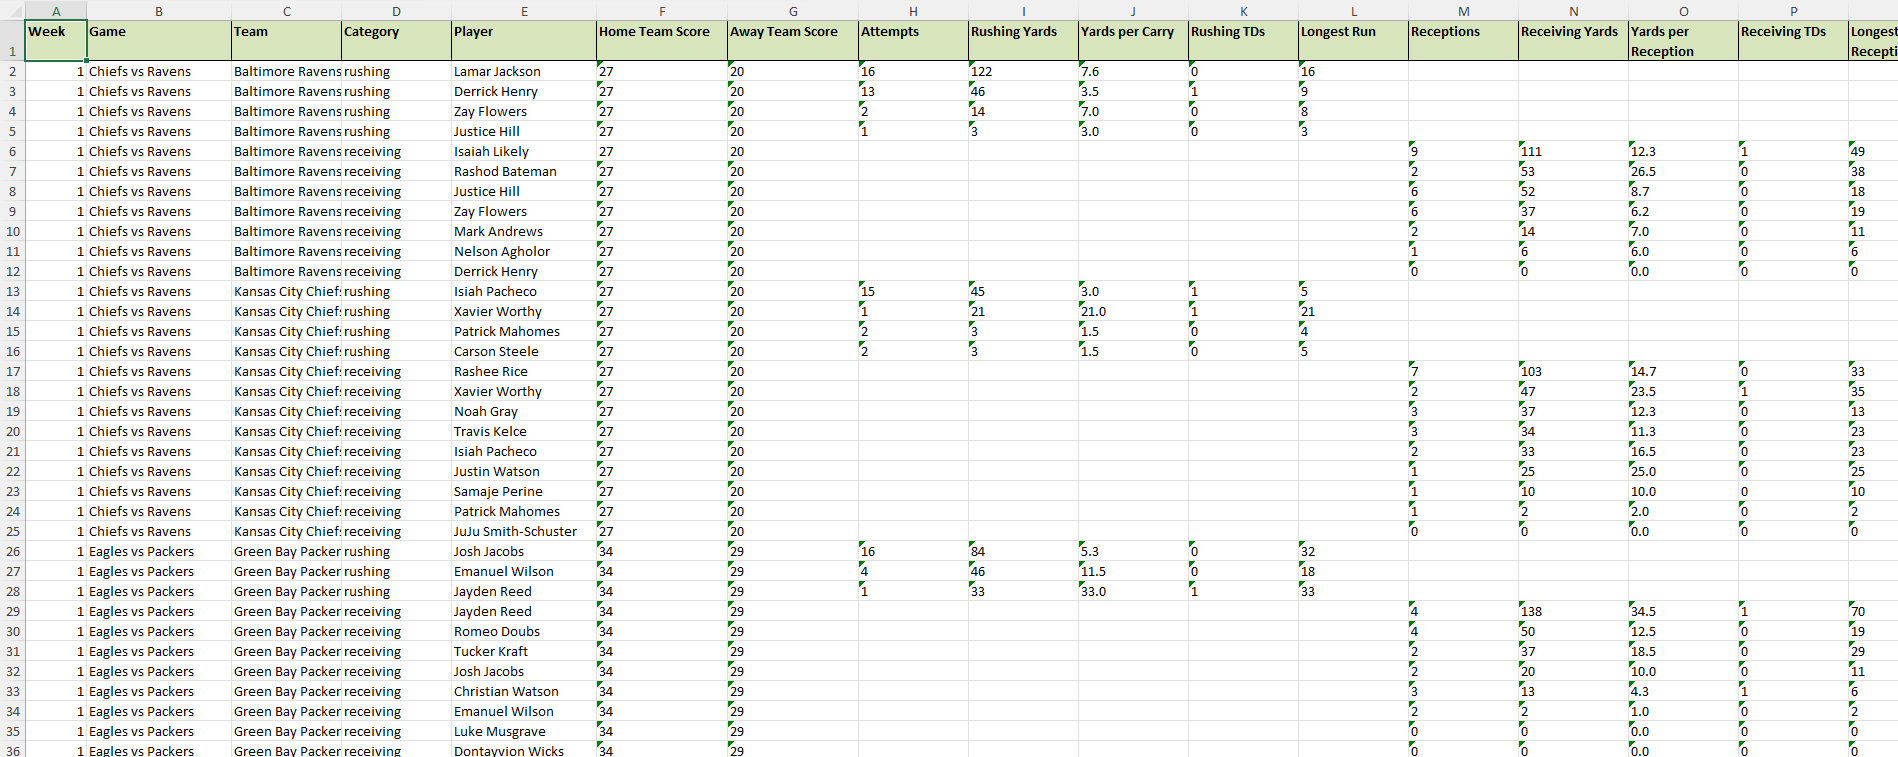 A B C D E F G H I J K L M N O P
1 Week Game Team Category Player Home Team Score Away Team Score Attempts Rushing Yards Yards per Carry Rushing TDs Longest Run Receptions Receiving Yards Yards per Reception Receiving TDs Longest Recepti
2 1 Chiefs vs Ravens Baltimore Ravens rushing Lamar Jackson 27 20 16 122 7.6 0 16
3 1 Chiefs vs Ravens Baltimore Ravens rushing Derrick Henry 27 20 13 46 3.5 1 9
4 1 Chiefs vs Ravens Baltimore Ravens rushing Zay Flowers 27 20 2 14 7.0 0 8
5 1 Chiefs vs Ravens Baltimore Ravens rushing Justice Hill 27 20 1 3 3.0 0 3
6 1 Chiefs vs Ravens Baltimore Ravens receiving Isaiah Likely 27 20 9 111 12.3 1 49
7 1 Chiefs vs Ravens Baltimore Ravens receiving Rashod Bateman 27 20 2 53 26.5 0 38
8 1 Chiefs vs Ravens Baltimore Ravens receiving Justice Hill 27 20 6 52 8.7 0 18
9 1 Chiefs vs Ravens Baltimore Ravens receiving Zay Flowers 27 20 6 37 6.2 0 19
10 1 Chiefs vs Ravens Baltimore Ravens receiving Mark Andrews 27 20 2 14 7.0 0 11
11 1 Chiefs vs Ravens Baltimore Ravens receiving Nelson Agholor 27 20 1 6 6.0 0 6
12 1 Chiefs vs Ravens Baltimore Ravens receiving Derrick Henry 27 20 0 0 0.0 0 0
13 1 Chiefs vs Ravens Kansas City Chiefs rushing Isiah Pacheco 27 20 15 45 3.0 1 5
14 1 Chiefs vs Ravens Kansas City Chiefs rushing Xavier Worthy 27 20 1 21 21.0 1 21
15 1 Chiefs vs Ravens Kansas City Chiefs rushing Patrick Mahomes 27 20 2 3 1.5 0 4
16 1 Chiefs vs Ravens Kansas City Chiefs rushing Carson Steele 27 20 2 3 1.5 0 5
17 1 Chiefs vs Ravens Kansas City Chiefs receiving Rashee Rice 27 20 7 103 14.7 0 33
18 1 Chiefs vs Ravens Kansas City Chiefs receiving Xavier Worthy 27 20 2 47 23.5 1 35
19 1 Chiefs vs Ravens Kansas City Chiefs receiving Noah Gray 27 20 3 37 12.3 0 13
20 1 Chiefs vs Ravens Kansas City Chiefs receiving Travis Kelce 27 20 3 34 11.3 0 23
21 1 Chiefs vs Ravens Kansas City Chiefs receiving Isiah Pacheco 27 20 2 33 16.5 0 23
22 1 Chiefs vs Ravens Kansas City Chiefs receiving Justin Watson 27 20 1 25 25.0 0 25
23 1 Chiefs vs Ravens Kansas City Chiefs receiving Samaje Perine 27 20 1 10 10.0 0 10
24 1 Chiefs vs Ravens Kansas City Chiefs receiving Patrick Mahomes 27 20 1 2 2.0 0 2
25 1 Chiefs vs Ravens Kansas City Chiefs receiving JuJu Smith-Schuster 27 20 0 0 0.0 0 0
26 1 Eagles vs Packers Green Bay Packer rushing Josh Jacobs 34 29 16 84 5.3 0 32
27 1 Eagles vs Packers Green Bay Packer rushing Emanuel Wilson 34 29 4 46 11.5 0 18
28 1 Eagles vs Packers Green Bay Packer rushing Jayden Reed 34 29 1 33 33.0 1 33
29 1 Eagles vs Packers Green Bay Packer receiving Jayden Reed 34 29 4 138 34.5 1 70
30 1 Eagles vs Packers Green Bay Packer receiving Romeo Doubs 34 29 4 50 12.5 0 19
31 1 Eagles vs Packers Green Bay Packer receiving Tucker Kraft 34 29 2 37 18.5 0 29
32 1 Eagles vs Packers Green Bay Packer receiving Josh Jacobs 34 29 2 20 10.0 0 11
33 1 Eagles vs Packers Green Bay Packer receiving Christian Watson 34 29 3 13 4.3 1 6
34 1 Eagles vs Packers Green Bay Packer receiving Emanuel Wilson 34 29 2 2 1.0 0 2
35 1 Eagles vs Packers Green Bay Packer receiving Luke Musgrave 34 29 0 0 0.0 0 0
36 1 Eagles vs Packers Green Bay Packer receiving Dontayvion Wicks 34 29 0 0 0.0 0 0